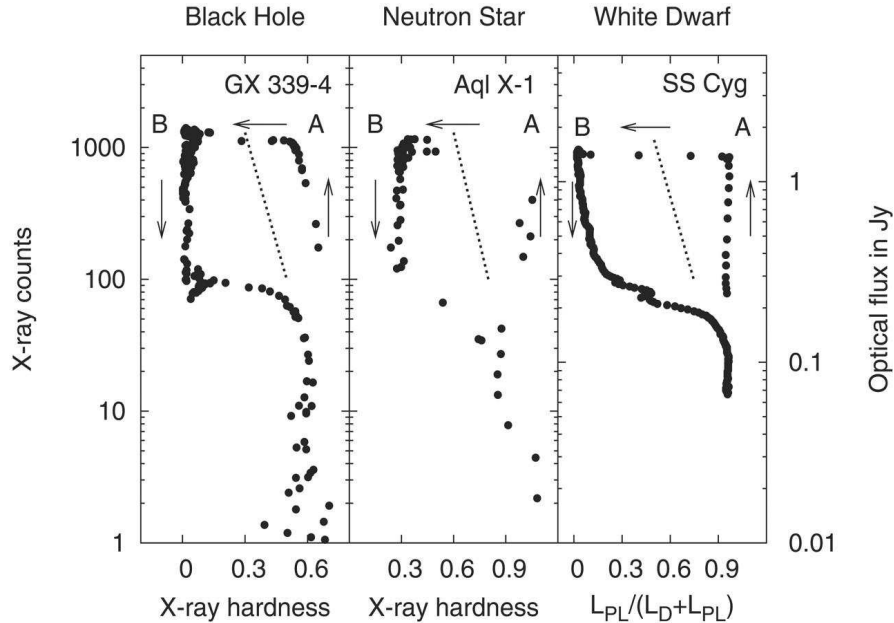 Black Hole Neutron Star White Dwarf
GX 339-4 Aql X-1 SS Cyg
B A B A B A
1000
100
10
1
X-ray counts
1
0.1
0.01
Optical flux in Jy
0 0.3 0.6 0.3 0.6 0.9 0 0.3 0.6 0.9
X-ray hardness X-ray hardness L_PL/(L_D+L_PL)